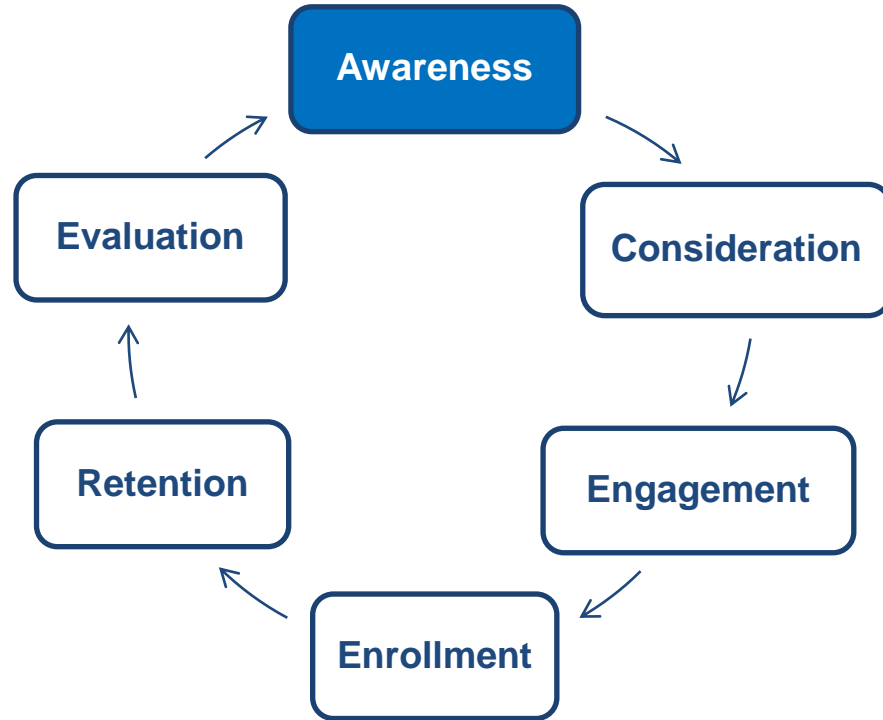 Awareness
Consideration
Engagement
Enrollment
Retention
Evaluation